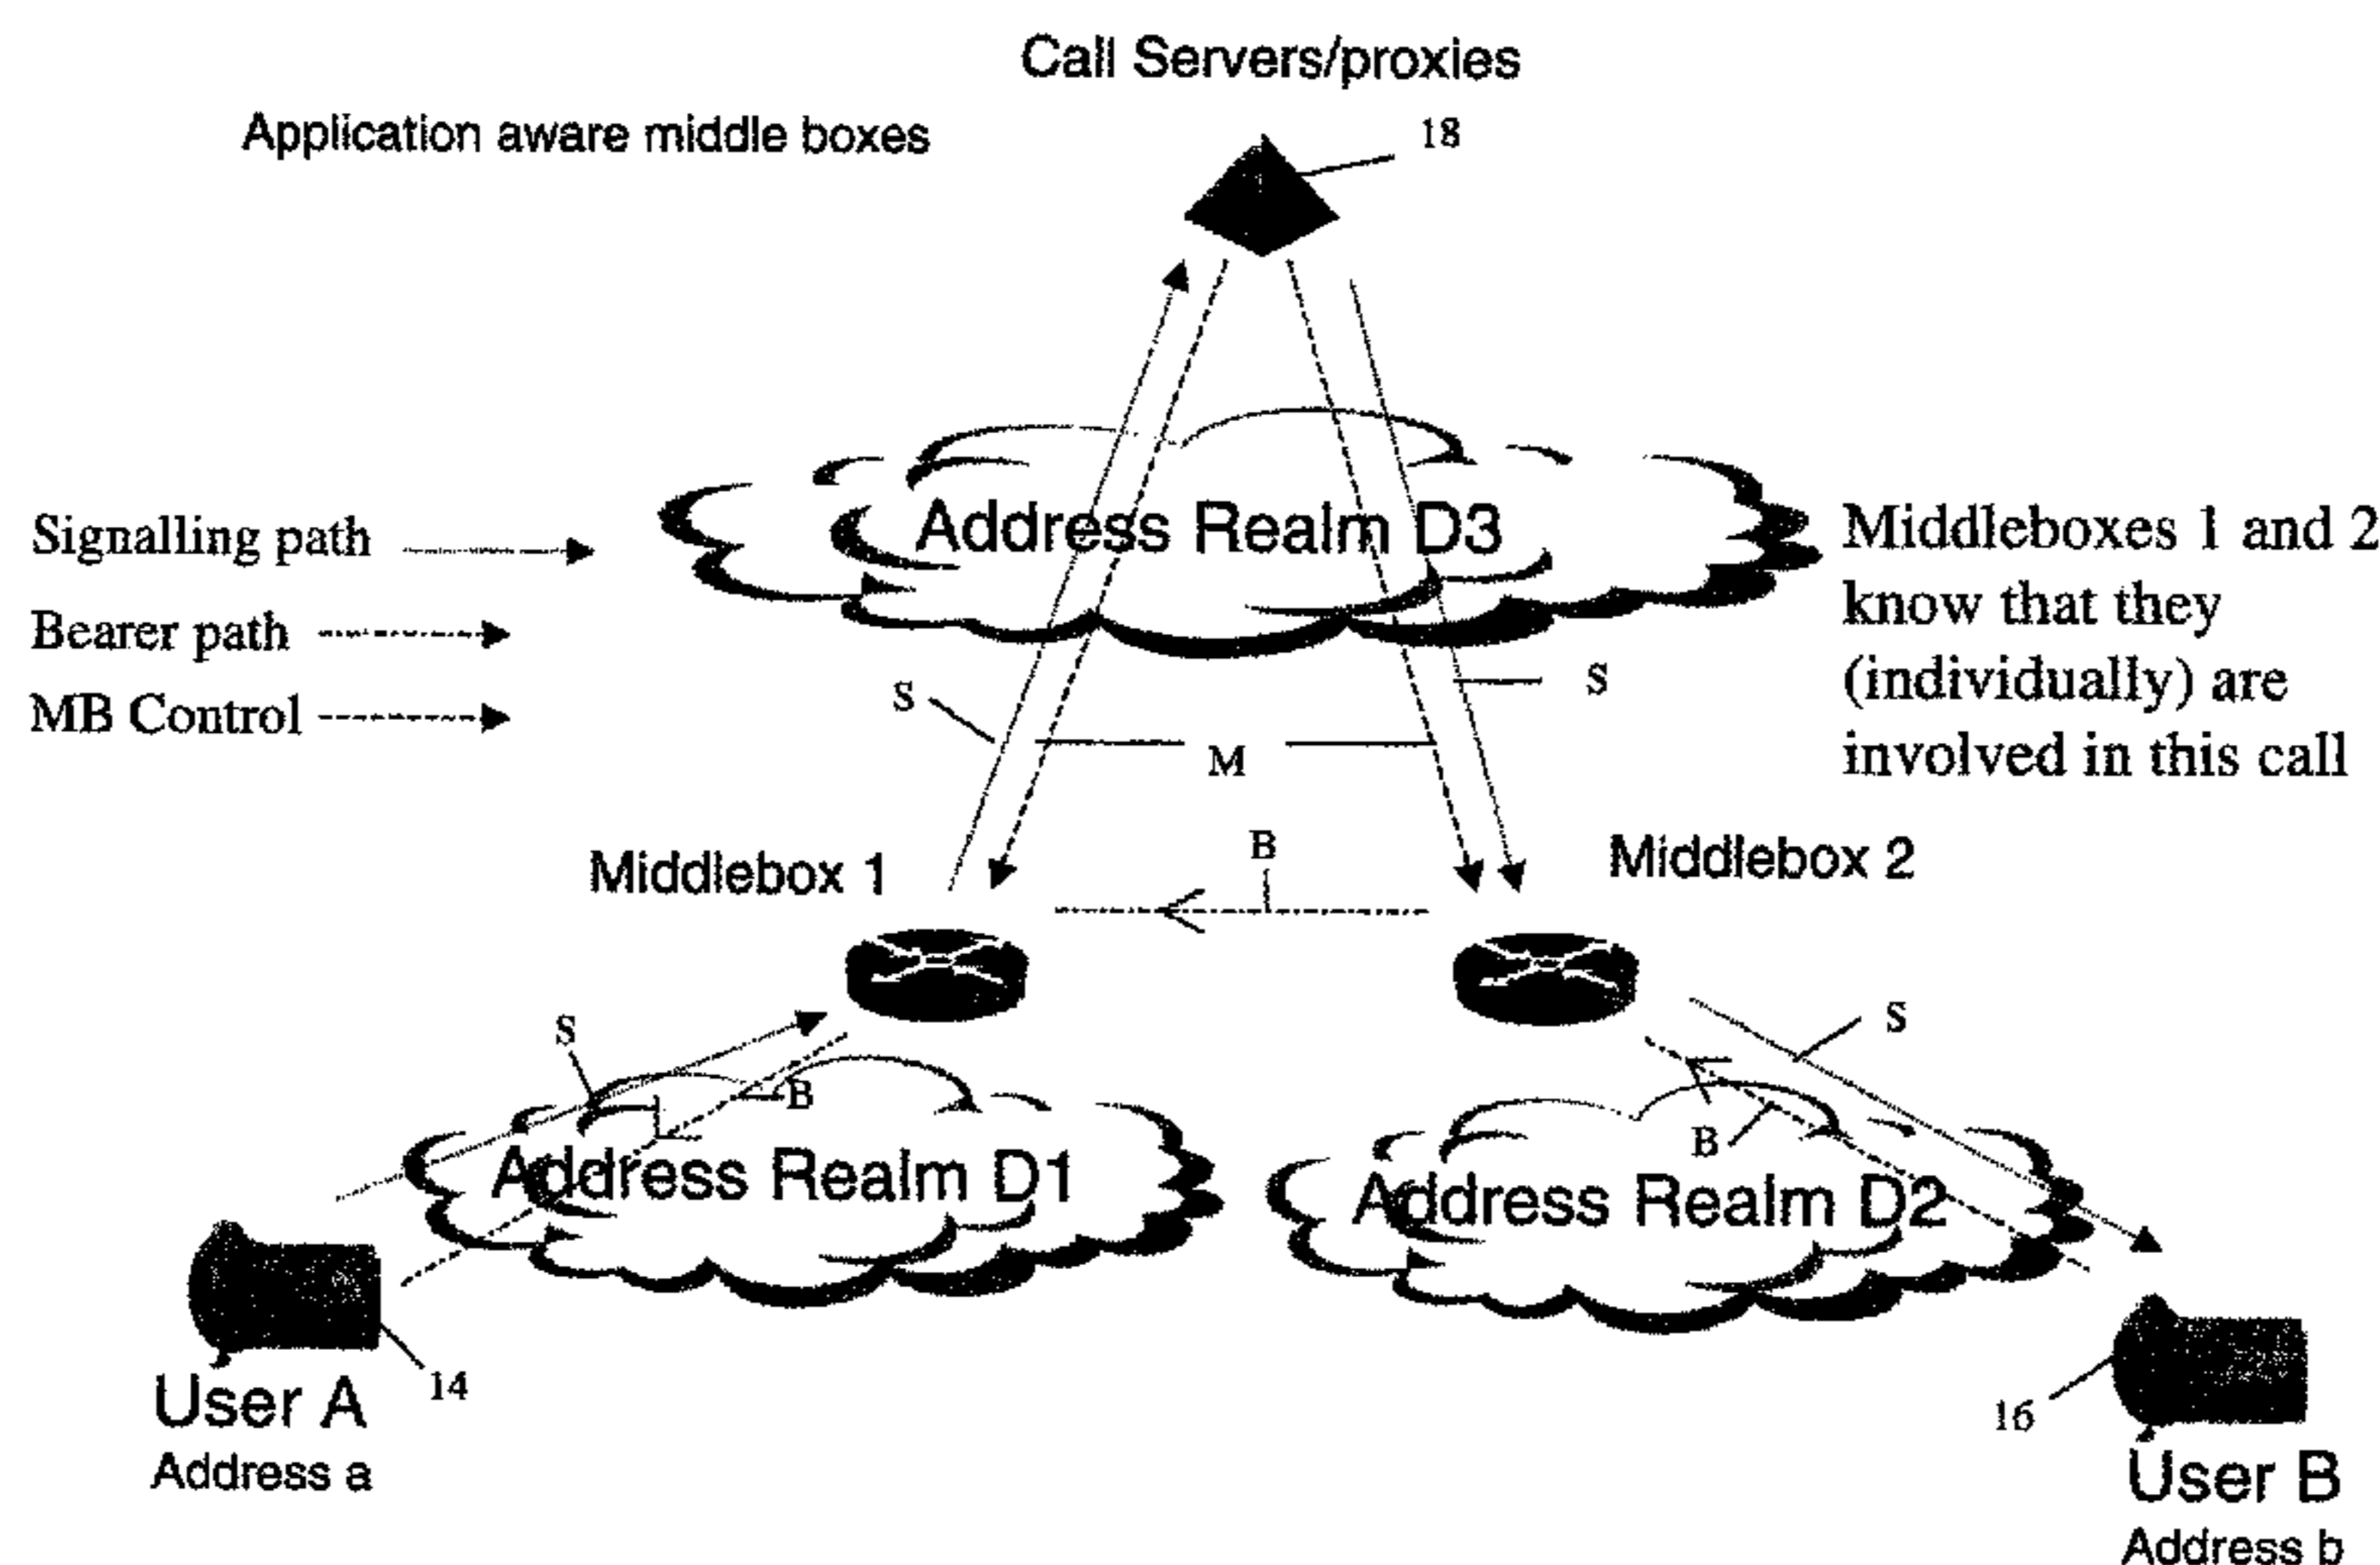 Call Servers/proxies
Application aware middle boxes
18
Signalling path
Bearer path
MB Control
Address Realm D3
Middleboxes 1 and 2
know that they
(individually) are
involved in this call
S
S
M
B
Middlebox 1
Middlebox 2
S
B
S
B
Address Realm D1
Address Realm D2
14
User A
Address a
16
User B
Address b